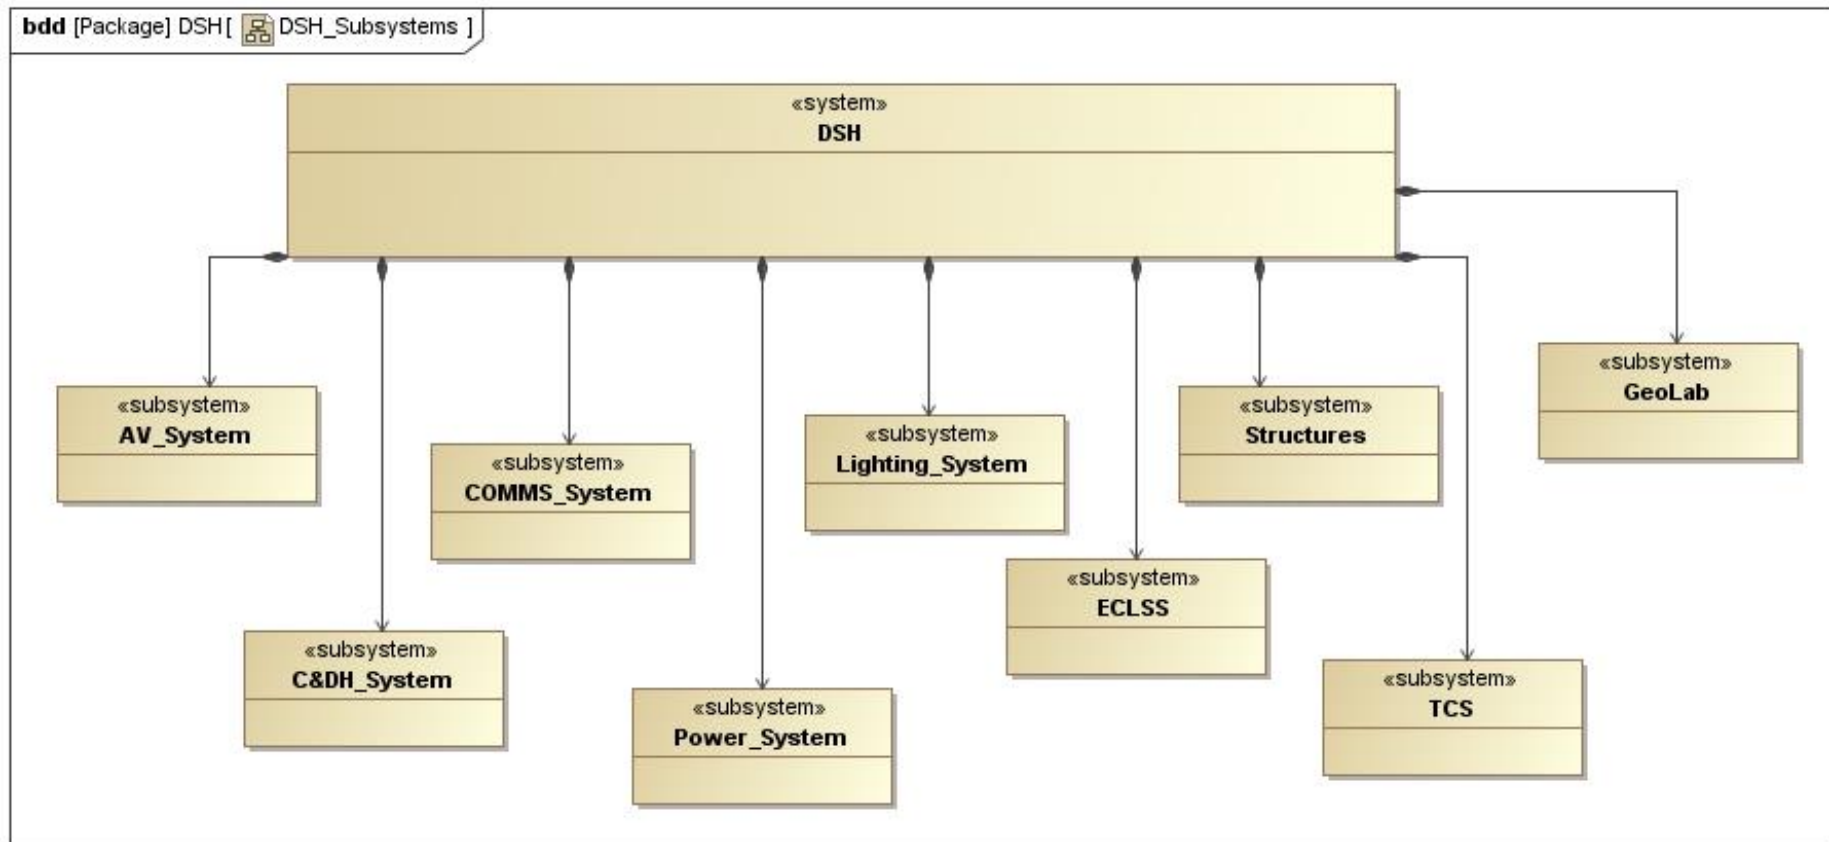 bdd [Package] DSH[ DSH_Subsystems ]
«system»
DSH
«subsystem»
GeoLab
«subsystem»
AV_System
«subsystem»
Structures
«subsystem»
Lighting_System
«subsystem»
COMMS_System
«subsystem»
ECLSS
«subsystem»
C&DH_System
«subsystem»
TCS
«subsystem»
Power_System